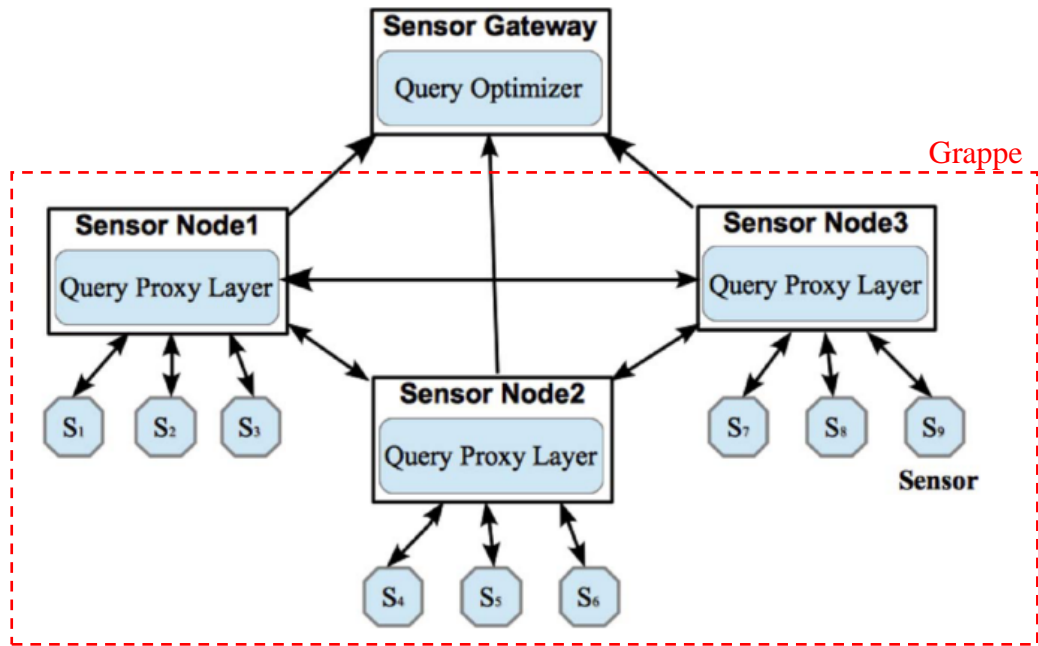 Sensor Gateway
Query Optimizer
Grappe
Sensor Node1
Query Proxy Layer
Sensor Node3
Query Proxy Layer
Sensor Node2
Query Proxy Layer
S1
S2
S3
S7
S8
S9
Sensor
S4
S5
S6